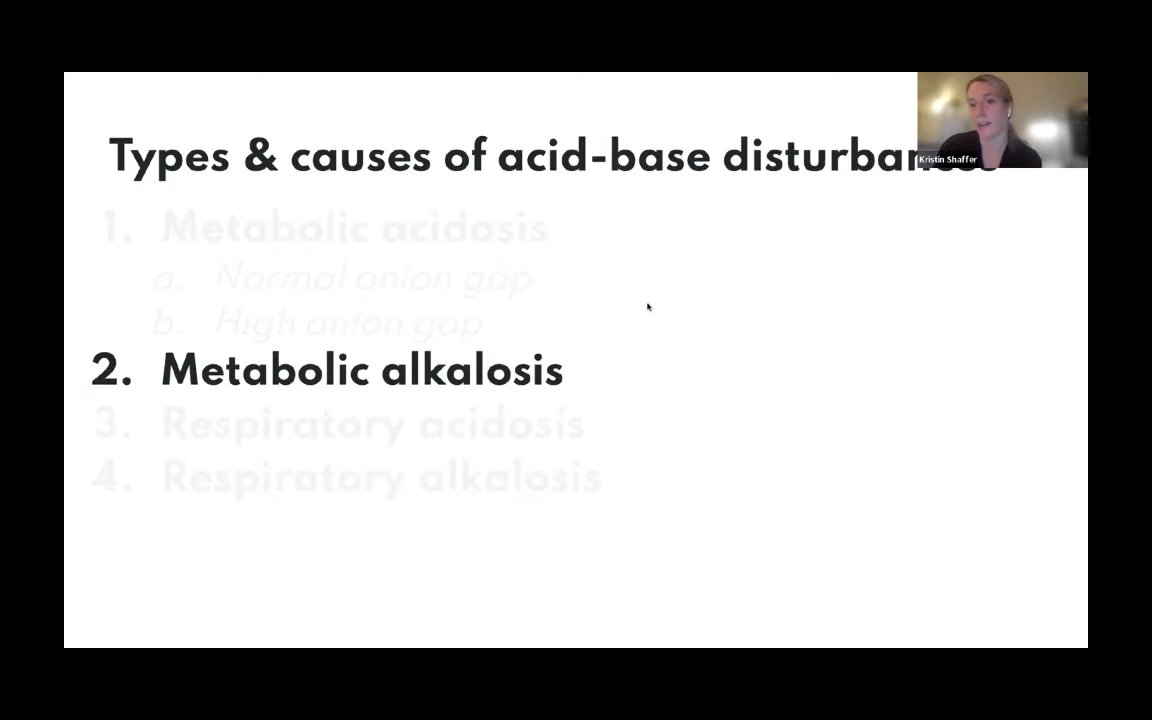 Types & causes of acid-base disturbances
Kristin Shaffer
1. Metabolic acidosis
a. Normal anion gap
b. High anion gap
2. Metabolic alkalosis
3. Respiratory acidosis
4. Respiratory alkalosis